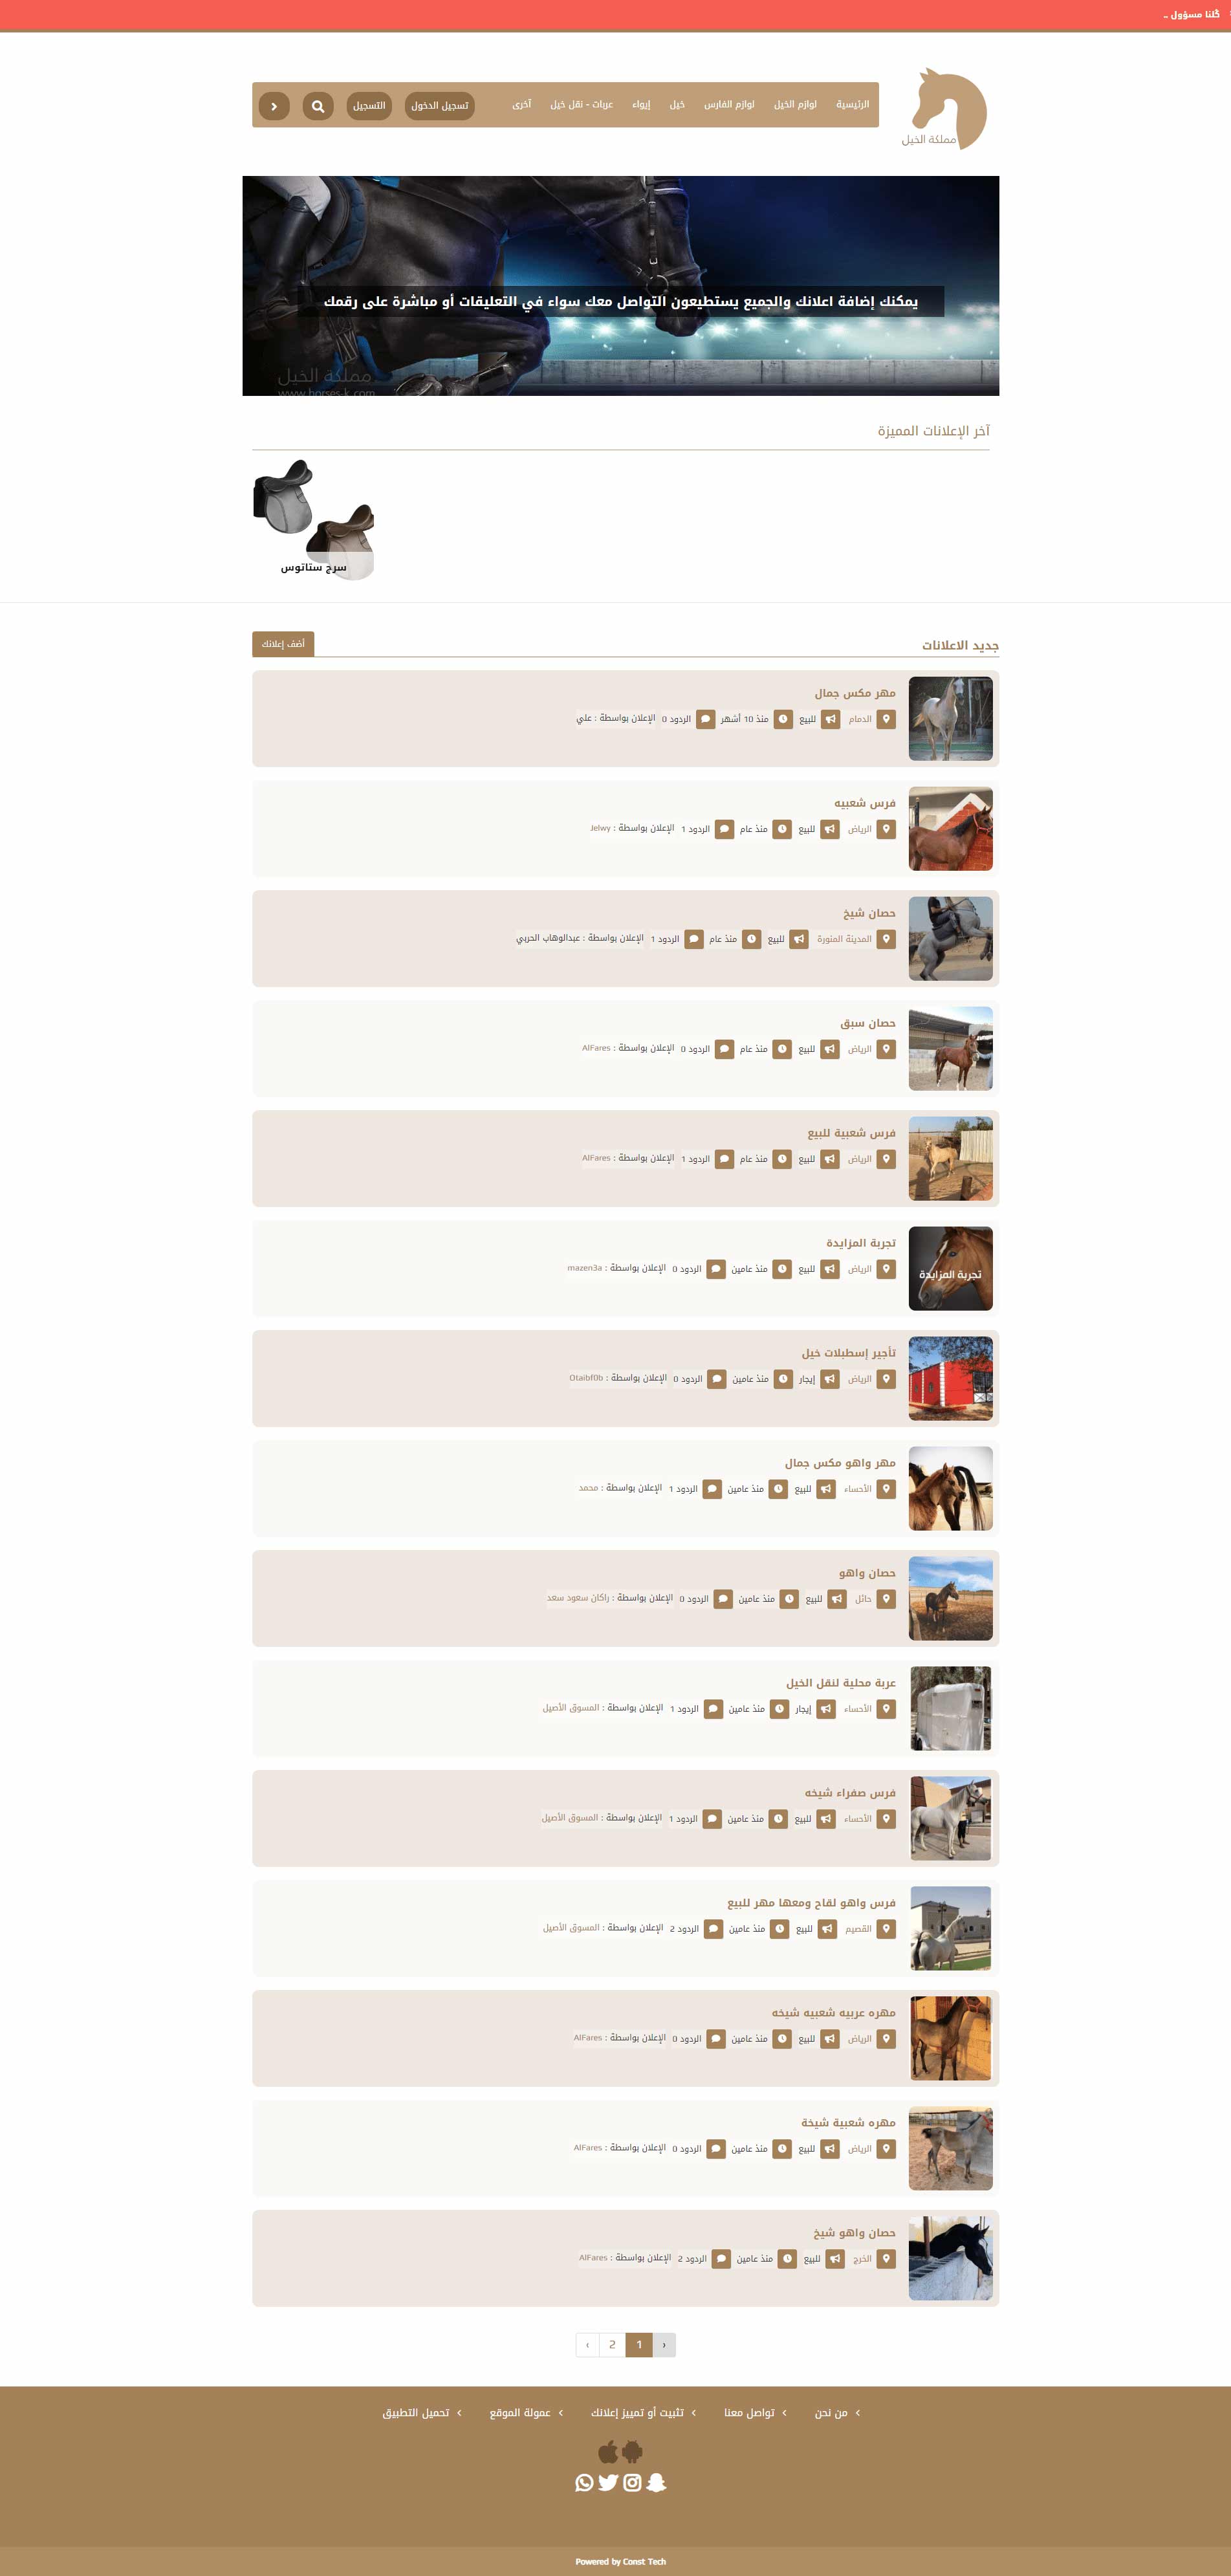 كلنا مسؤول ــ
مملكة الخيل
الرئيسية لوازم الخيل لوازم الفارس خيل إيواء عربات - نقل خيل أخرى تسجيل الدخول التسجيل
يمكنك إضافة اعلانك والجميع يستطيعون التواصل معك سواء في التعليقات أو مباشرة على رقمك
مملكة الخيل
www.horses-k.com
آخر الإعلانات المميزة
سرج ستاتوس
جديد الاعلانات أضف إعلانك
مهر مكس جمال
الدمام للبيع منذ 10 أشهر الردود 0 الإعلان بواسطة : علي
فرس شعبيه
الرياض للبيع منذ عام الردود 1 الإعلان بواسطة : Jelwy
حصان شيخ
المدينة المنورة للبيع منذ عام الردود 1 الإعلان بواسطة : عبدالوهاب الحربي
حصان سبق
الرياض للبيع منذ عام الردود 0 الإعلان بواسطة : AlFares
فرس شعبية للبيع
الرياض للبيع منذ عام الردود 1 الإعلان بواسطة : AlFares
تجربة المزايدة
الرياض للبيع منذ عامين الردود 0 الإعلان بواسطة : mazen3a
تجربة المزايدة
تأجير إسطبلات خيل
الرياض إيجار منذ عامين الردود 0 الإعلان بواسطة : Otaibf0b
مهر واهو مكس جمال
الأحساء للبيع منذ عامين الردود 1 الإعلان بواسطة : محمد
حصان واهو
حائل للبيع منذ عامين الردود 0 الإعلان بواسطة : راكان سعود سعد
عربة محلية لنقل الخيل
الأحساء إيجار منذ عامين الردود 1 الإعلان بواسطة : المسوق الأصيل
فرس صفراء شيخه
الأحساء للبيع منذ عامين الردود 1 الإعلان بواسطة : المسوق الأصيل
فرس واهو لقاح ومعها مهر للبيع
القصيم للبيع منذ عامين الردود 2 الإعلان بواسطة : المسوق الأصيل
مهره عربيه شعبيه شيخه
الرياض للبيع منذ عامين الردود 0 الإعلان بواسطة : AlFares
مهره شعبية شيخة
الرياض للبيع منذ عامين الردود 0 الإعلان بواسطة : AlFares
حصان واهو شيخ
الخرج للبيع منذ عامين الردود 2 الإعلان بواسطة : AlFares
‹ 1 2 ›
من نحن تواصل معنا تثبيت أو تمييز إعلانك عمولة الموقع تحميل التطبيق
Powered by Const Tech